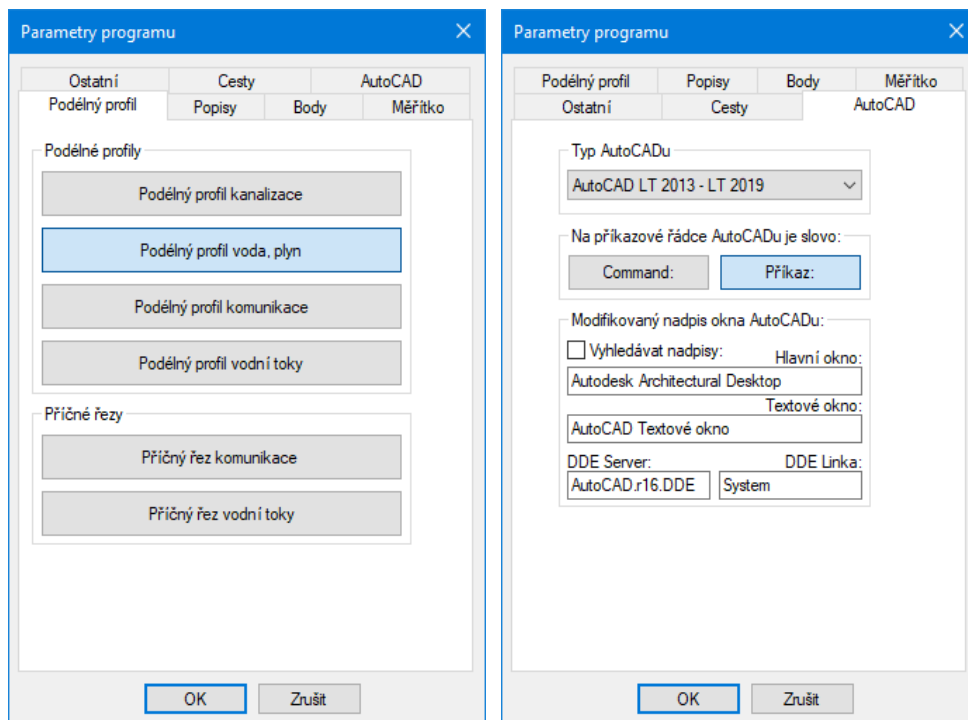 Parametry programu
Ostatní Cesty AutoCAD
Podélný profil Popisy Body Měřítko
Podélné profily
Podélný profil kanalizace
Podélný profil voda, plyn
Podélný profil komunikace
Podélný profil vodní toky
Příčné řezy
Příčný řez komunikace
Příčný řez vodní toky
OK Zrušit
Parametry programu
Podélný profil Popisy Body Měřítko
Ostatní Cesty AutoCAD
Typ AutoCADu
AutoCAD LT 2013 - LT 2019
Na příkazové řádce AutoCADu je slovo:
Command: Příkaz:
Modifikovaný nadpis okna AutoCADu:
Vyhledávat nadpisy: Hlavní okno:
Autodesk Architectural Desktop
Textové okno:
AutoCAD Textové okno
DDE Server: DDE Linka:
AutoCAD.r16.DDE System
OK Zrušit